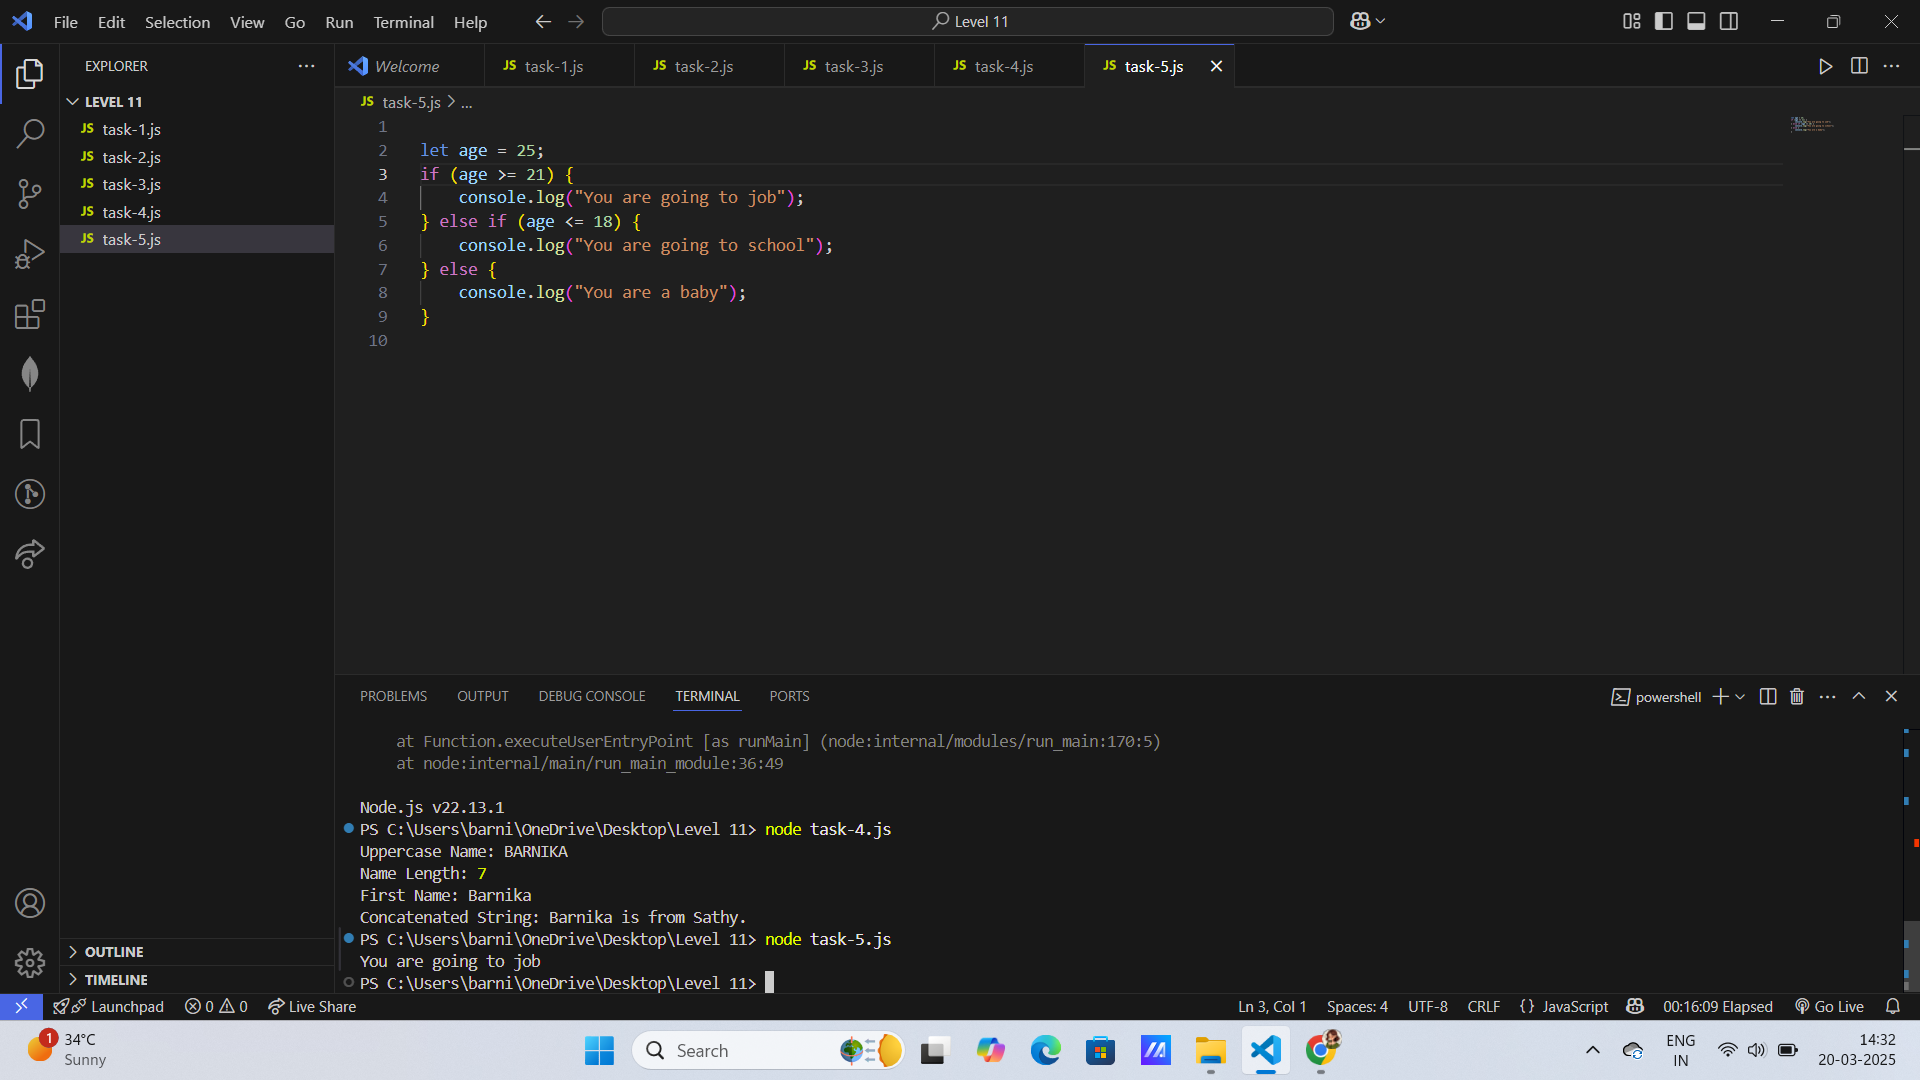 File Edit Selection View Go Run Terminal Help
Level 11
EXPLORER
LEVEL 11
JS task-1.js
JS task-2.js
JS task-3.js
JS task-4.js
JS task-5.js
OUTLINE
TIMELINE
Welcome JS task-1.js JS task-2.js JS task-3.js JS task-4.js JS task-5.js
JS task-5.js > ...
1
2 let age = 25;
3 if (age >= 21) {
4 console.log("You are going to job");
5 } else if (age <= 18) {
6 console.log("You are going to school");
7 } else {
8 console.log("You are a baby");
9 }
10
PROBLEMS OUTPUT DEBUG CONSOLE TERMINAL PORTS
powershell
at Function.executeUserEntryPoint [as runMain] (node:internal/modules/run_main:170:5)
at node:internal/main/run_main_module:36:49
Node.js v22.13.1
PS C:\Users\barni\OneDrive\Desktop\Level 11> node task-4.js
Uppercase Name: BARNIKA
Name Length: 7
First Name: Barnika
Concatenated String: Barnika is from Sathy.
PS C:\Users\barni\OneDrive\Desktop\Level 11> node task-5.js
You are going to job
PS C:\Users\barni\OneDrive\Desktop\Level 11>
Launchpad 0 0 Live Share Ln 3, Col 1 Spaces: 4 UTF-8 CRLF {} JavaScript 00:16:09 Elapsed Go Live
1
34°C
Sunny
Search
ENG
IN
14:32
20-03-2025